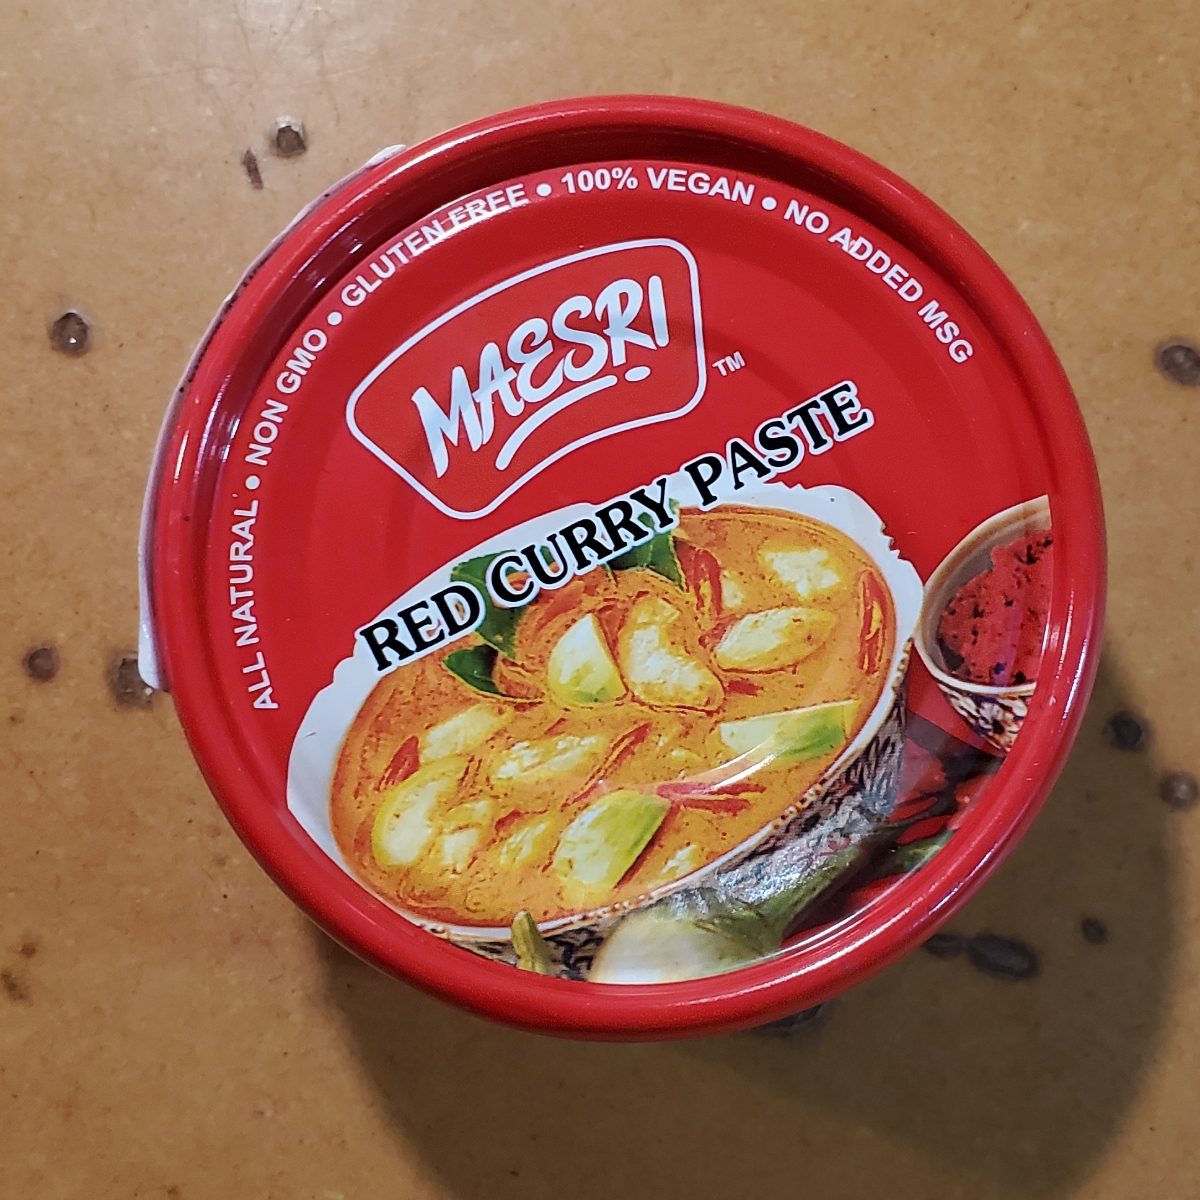 ALL NATURAL • NON GMO • GLUTEN FREE • 100% VEGAN • NO ADDED MSG
MAESRI
TM
RED CURRY PASTE